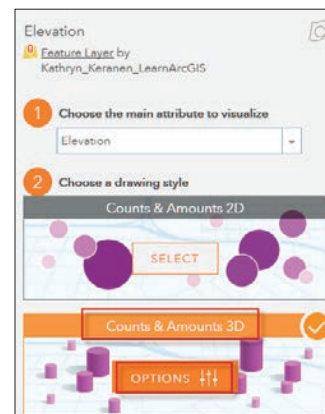 Elevation
Feature Layer by
Kathryn_Keranen_LearnArcGIS
1 Choose the main attribute to visualize
Elevation
2 Choose a drawing style
Counts & Amounts 2D
SELECT
Counts & Amounts 3D
OPTIONS